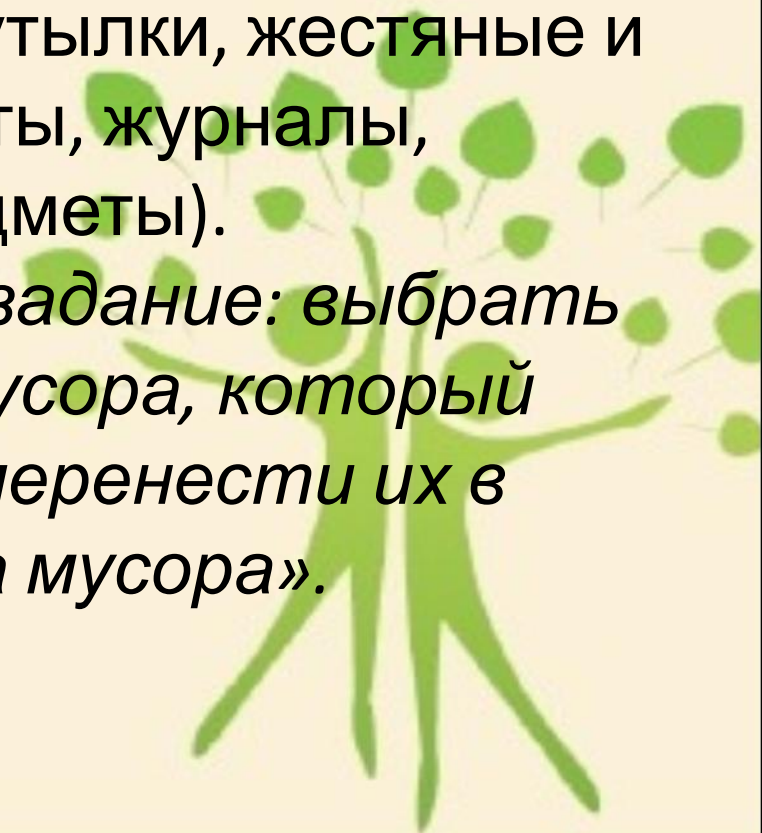 утылки, жестяные и
ты, журналы,
дметы).
задание: выбрать
усора, который
перенести их в
а мусора».